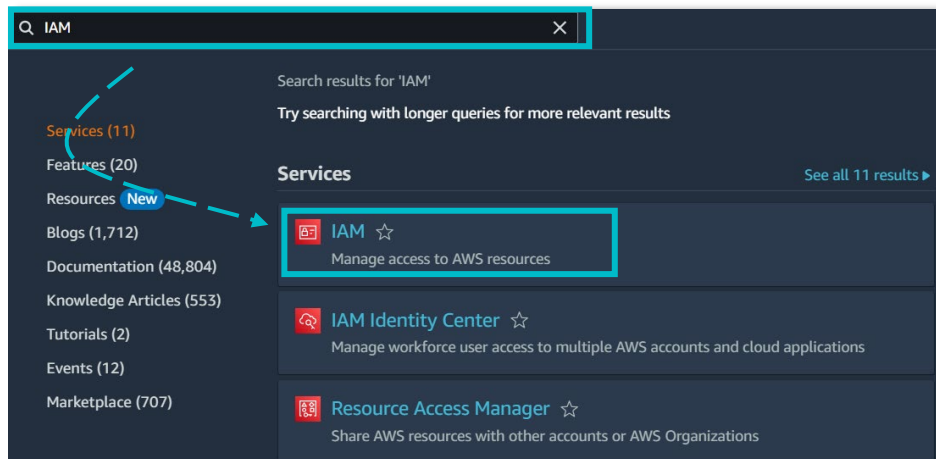 IAM
Search results for 'IAM'
Try searching with longer queries for more relevant results
Services (11)
Features (20)
Resources New
Blogs (1,712)
Documentation (48,804)
Knowledge Articles (553)
Tutorials (2)
Events (12)
Marketplace (707)
Services
See all 11 results
IAM
Manage access to AWS resources
IAM Identity Center
Manage workforce user access to multiple AWS accounts and cloud applications
Resource Access Manager
Share AWS resources with other accounts or AWS Organizations